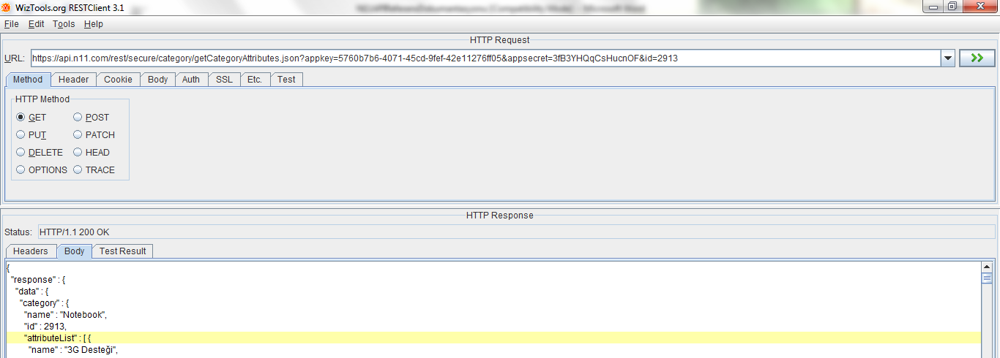 WizTools.org RESTClient 3.1
File Edit Tools Help
HTTP Request
URL: https://api.n11.com/rest/secure/category/getCategoryAttributes.json?appkey=5760b7b6-4071-45cd-9fef-42e11276ff05&appsecret=3fB3YHQqCsHucnOF&id=2913
Method Header Cookie Body Auth SSL Etc. Test
HTTP Method
GET POST
PUT PATCH
DELETE HEAD
OPTIONS TRACE
HTTP Response
Status: HTTP/1.1 200 OK
Headers Body Test Result
{
"response" : {
"data" : {
"category" : {
"name" : "Notebook",
"id" : 2913,
"attributeList" : [ {
"name" : "3G Desteği",